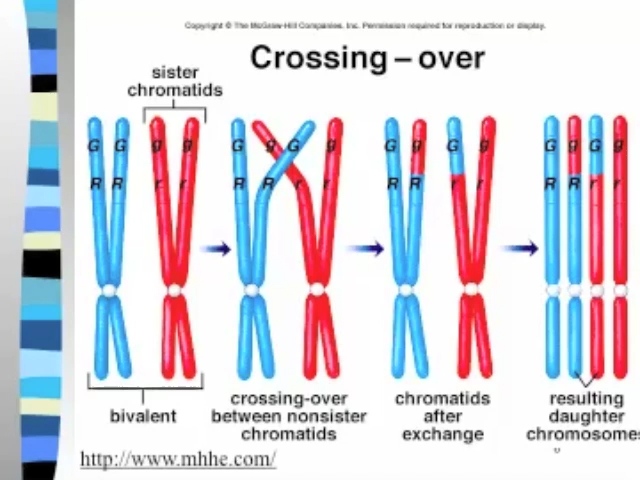 Copyright © The McGraw-Hill Companies, Inc. Permission required for reproduction or display.
Crossing – over
sister
chromatids
G G g g G g G g G g G g G g G g
R R r r R R r r R R r r R R r r
bivalent
crossing-over
between nonsister
chromatids
chromatids
after
exchange
resulting
daughter
chromosomes
http://www.mhhe.com/